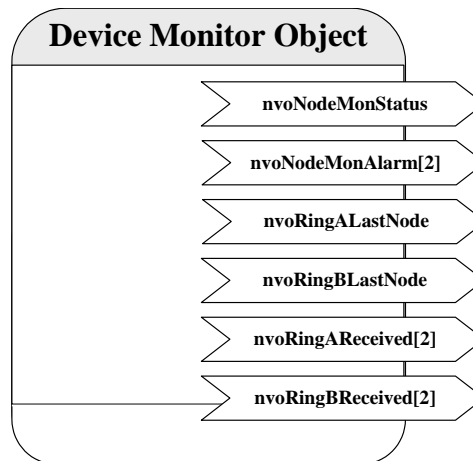 Device Monitor Object
nvoNodeMonStatus
nvoNodeMonAlarm[2]
nvoRingALastNode
nvoRingBLastNode
nvoRingAReceived[2]
nvoRingBReceived[2]